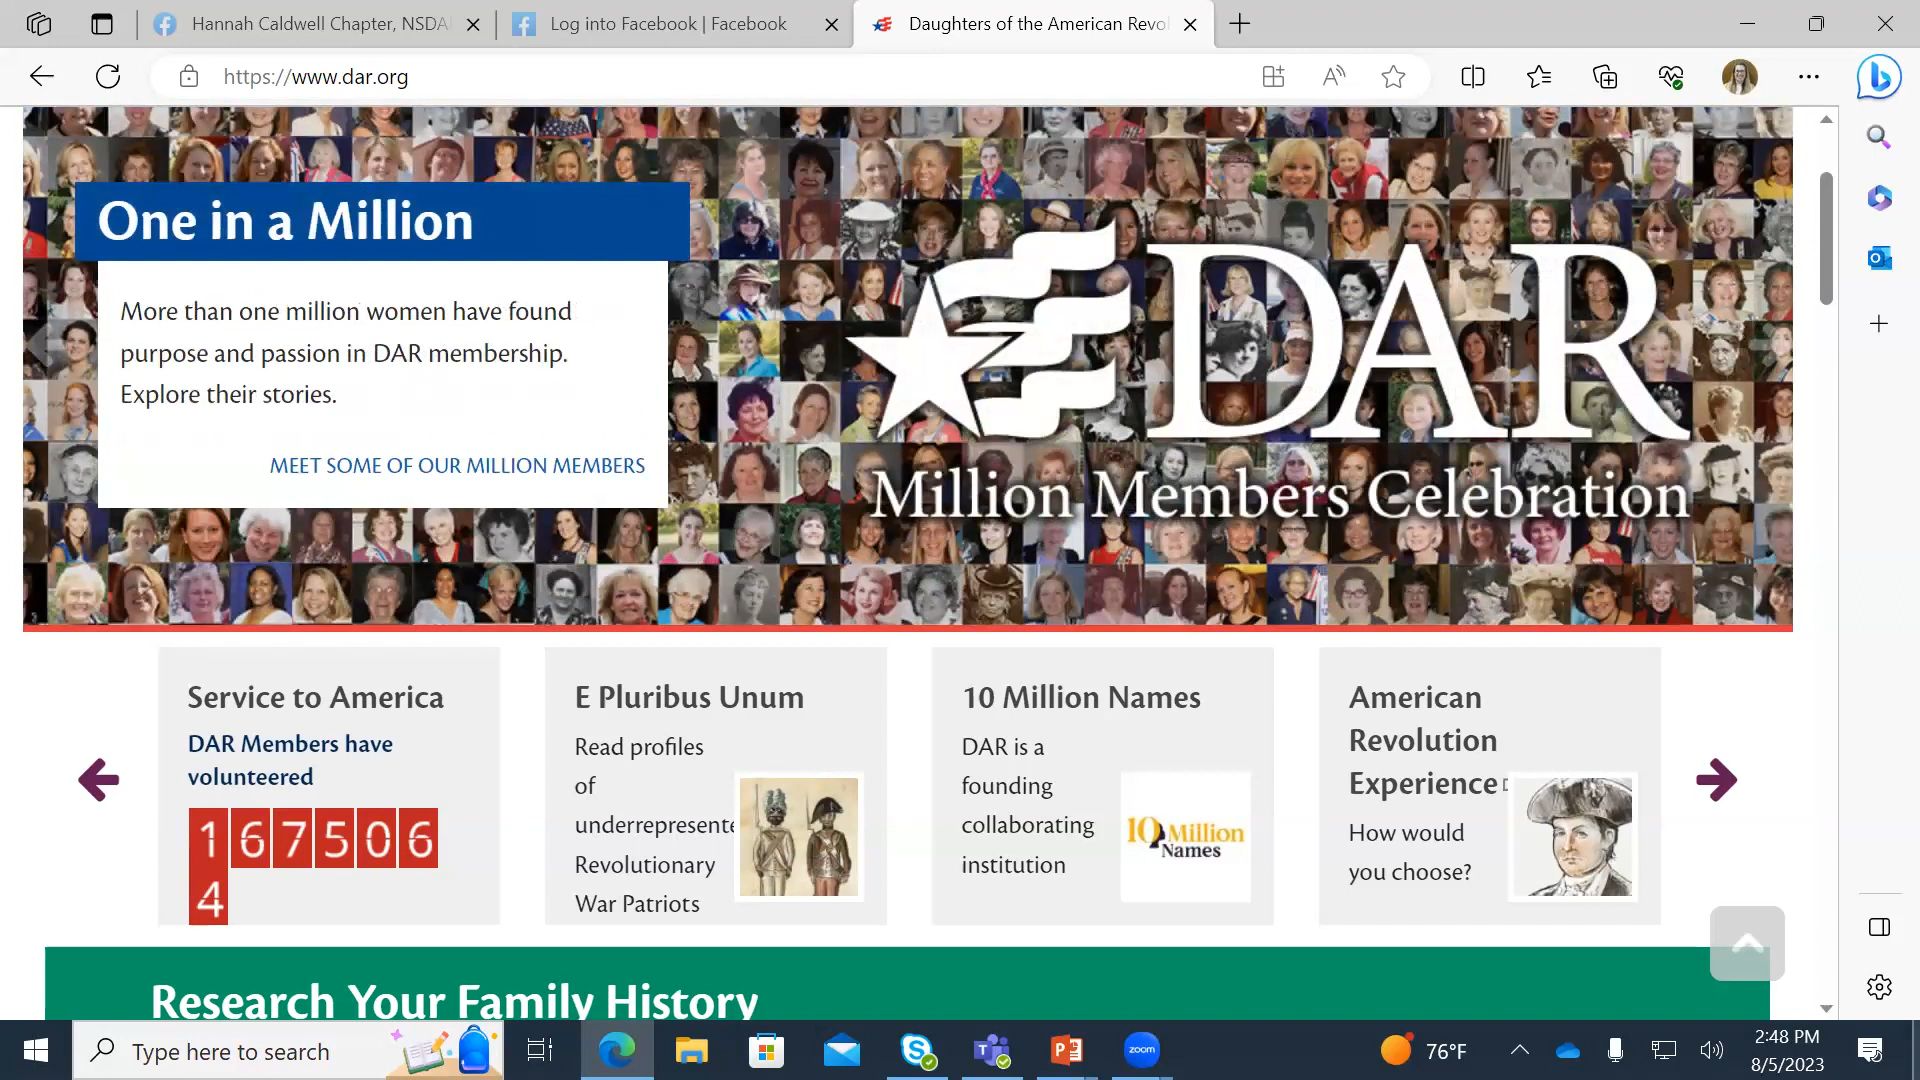 Hannah Caldwell Chapter, NSDA
Log into Facebook | Facebook
Daughters of the American Revol
https://www.dar.org
One in a Million
More than one million women have found
purpose and passion in DAR membership.
Explore their stories.
MEET SOME OF OUR MILLION MEMBERS
DAR
Million Members Celebration
Service to America
DAR Members have
volunteered
167506
4
E Pluribus Unum
Read profiles
of
underrepresente
Revolutionary
War Patriots
10 Million Names
DAR is a
founding
collaborating
institution
10 Million
Names
American
Revolution
Experience
How would
you choose?
Research Your Family History
Type here to search
zoom
76°F
2:48 PM
8/5/2023